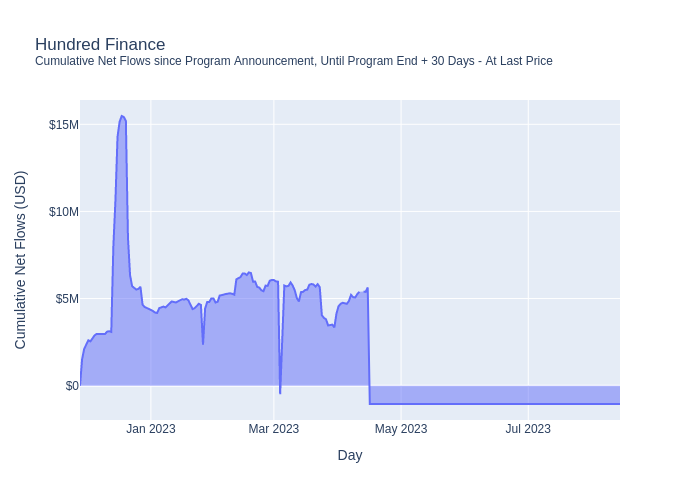 Hundred Finance
Cumulative Net Flows since Program Announcement, Until Program End + 30 Days - At Last Price
Cumulative Net Flows (USD)
$15M
$10M
$5M
$0
Jan 2023
Mar 2023
May 2023
Jul 2023
Day